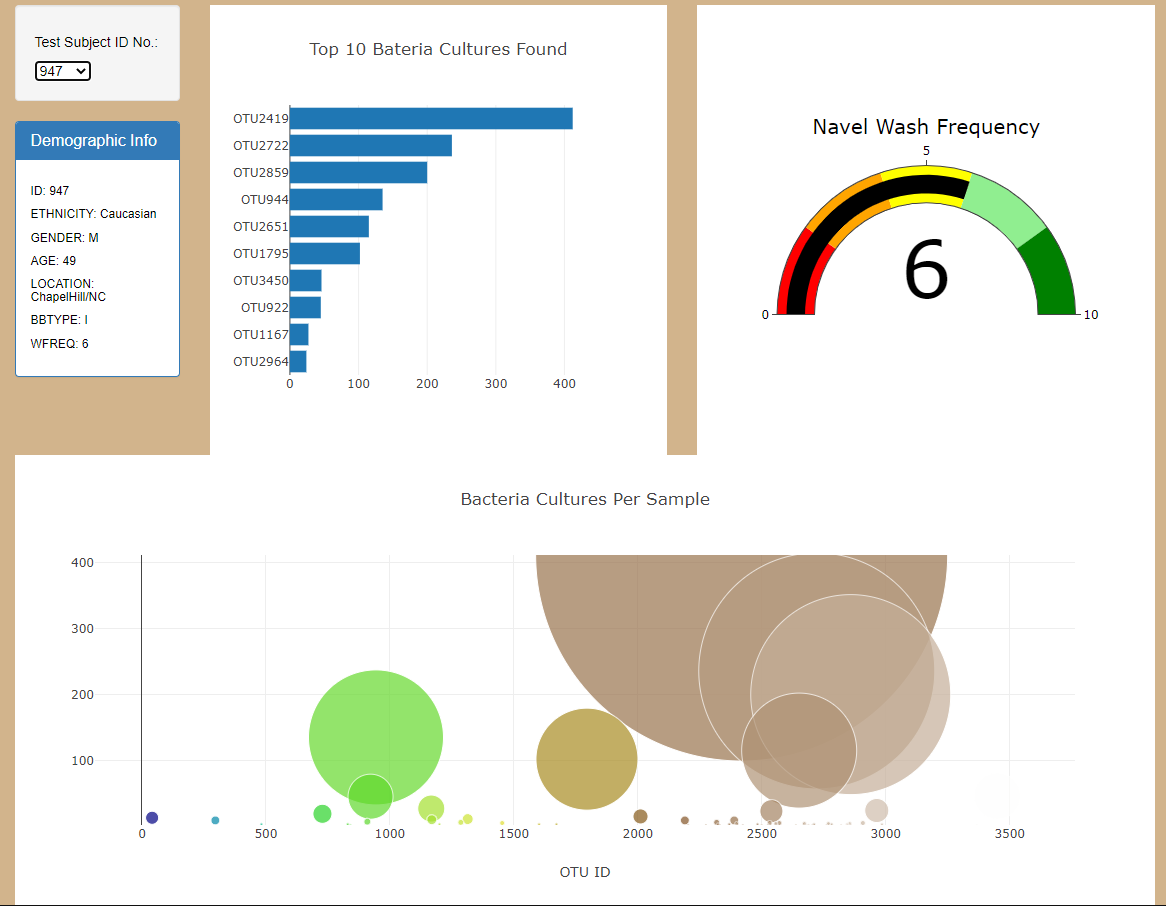 Test Subject ID No.:
947
Demographic Info
ID: 947
ETHNICITY: Caucasian
GENDER: M
AGE: 49
LOCATION:
ChapelHill/NC
BBTYPE: I
WFREQ: 6
Top 10 Bateria Cultures Found
OTU2419
OTU2722
OTU2859
OTU944
OTU2651
OTU1795
OTU3450
OTU922
OTU1167
OTU2964
0 100 200 300 400
Navel Wash Frequency
5
6
0 10
Bacteria Cultures Per Sample
400
300
200
100
0 500 1000 1500 2000 2500 3000 3500
OTU ID